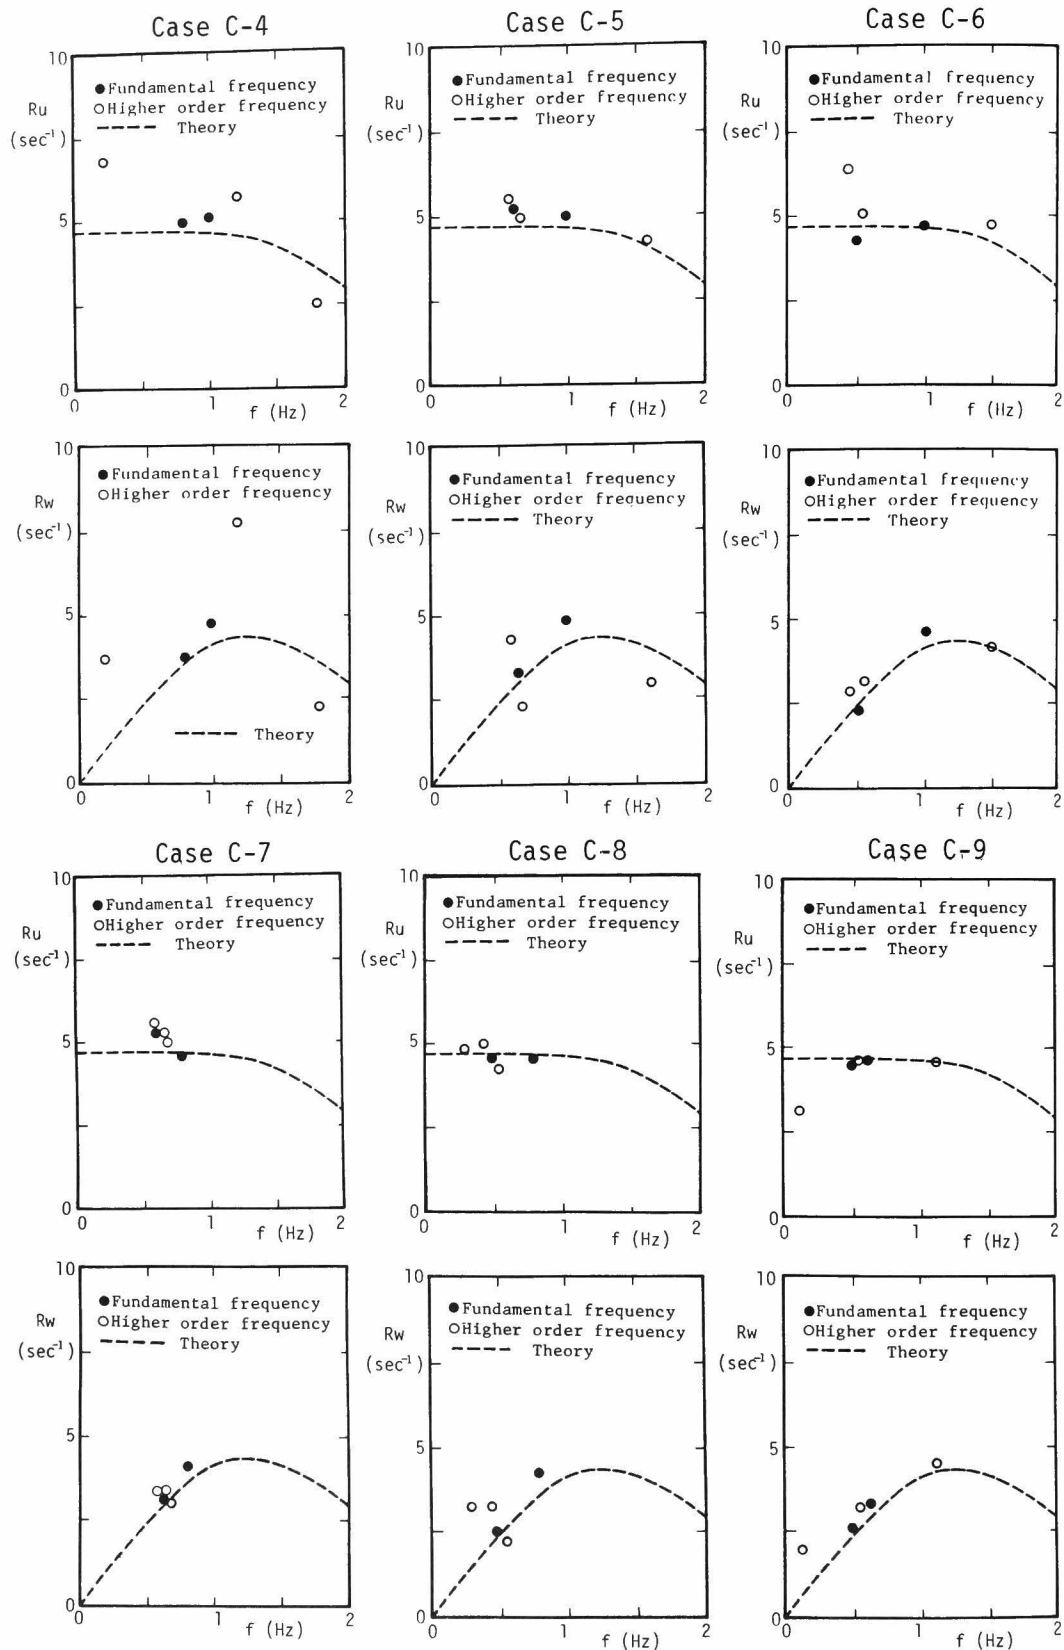 Case C-4
10
Ru
(sec⁻¹)
●Fundamental frequency
○Higher order frequency
Theory
5
0
0
1
2
f (Hz)
Case C-5
10
Ru
(sec⁻¹)
●Fundamental frequency
○Higher order frequency
Theory
5
0
0
1
2
f (Hz)
Case C-6
10
Ru
(sec⁻¹)
●Fundamental frequency
○Higher order frequency
Theory
5
0
0
1
2
f (Hz)
10
Rw
(sec⁻¹)
●Fundamental frequency
○Higher order frequency
5
Theory
0
0
1
2
f (Hz)
10
Rw
(sec⁻¹)
●Fundamental frequency
○Higher order frequency
Theory
5
0
0
1
2
f (Hz)
10
Rw
(sec⁻¹)
●Fundamental frequency
○Higher order frequency
Theory
5
0
0
1
2
f (Hz)
Case C-7
10
Ru
(sec⁻¹)
●Fundamental frequency
○Higher order frequency
Theory
5
0
0
1
2
f (Hz)
Case C-8
10
Ru
(sec⁻¹)
●Fundamental frequency
○Higher order frequency
Theory
5
0
0
1
2
f (Hz)
Case C-9
10
Ru
(sec⁻¹)
●Fundamental frequency
○Higher order frequency
Theory
5
0
0
1
2
f (Hz)
10
Rw
(sec⁻¹)
●Fundamental frequency
○Higher order frequency
Theory
5
0
0
1
2
f (Hz)
10
Rw
(sec⁻¹)
●Fundamental frequency
○Higher order frequency
Theory
5
0
0
1
2
f (Hz)
10
Rw
(sec⁻¹)
●Fundamental frequency
○Higher order frequency
Theory
5
0
0
1
2
f (Hz)